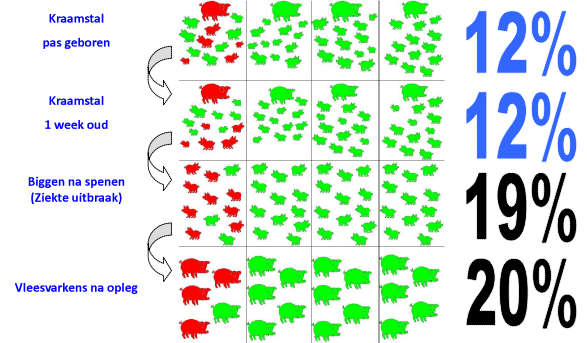 Kraamstal
pas geboren
12%
Kraamstal
1 week oud
12%
Biggen na spenen
(Ziekte uitbraak)
19%
Vleesvarkens na opleg
20%